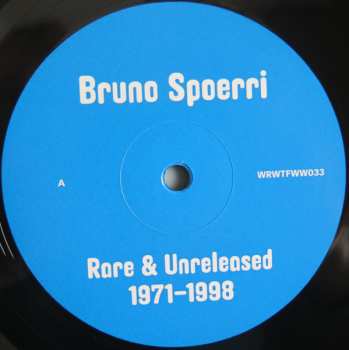 Bruno Spoerri
A
WRWTFWW033
Rare & Unreleased
1971–1998